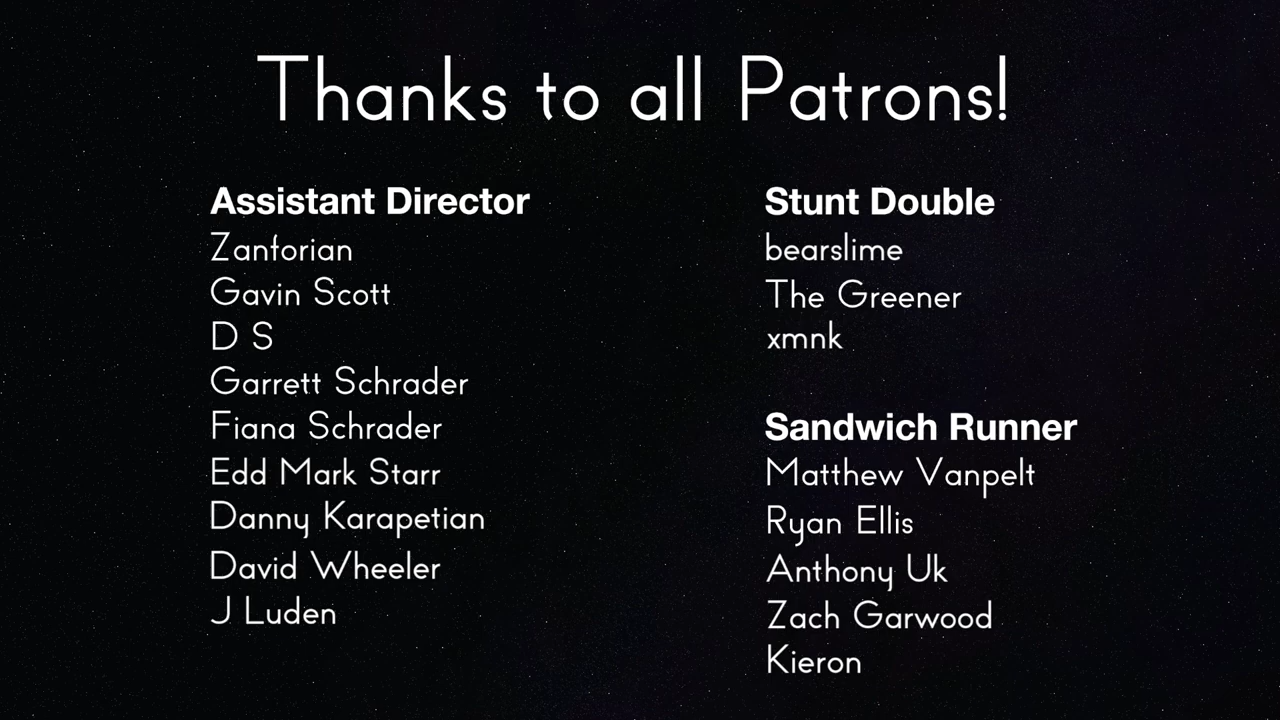 Thanks to all Patrons!
Assistant Director
Zanforian
Gavin Scott
D S
Garrett Schrader
Fiana Schrader
Edd Mark Starr
Danny Karapetian
David Wheeler
J Luden
Stunt Double
bearslime
The Greener
xmnk
Sandwich Runner
Matthew Vanpelt
Ryan Ellis
Anthony Uk
Zach Garwood
Kieron